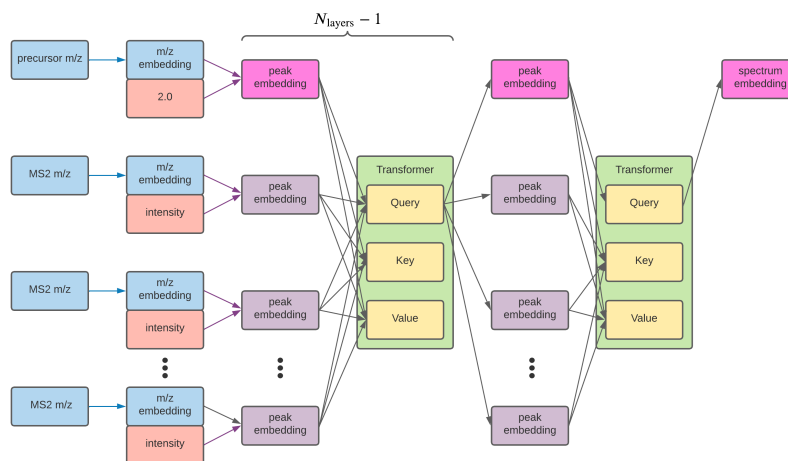 N_layers − 1
precursor m/z
m/z
embedding
2.0
peak
embedding
peak
embedding
spectrum
embedding
MS2 m/z
m/z
embedding
intensity
peak
embedding
Transformer
Query
Key
Value
peak
embedding
Transformer
Query
Key
Value
MS2 m/z
m/z
embedding
intensity
peak
embedding
peak
embedding
MS2 m/z
m/z
embedding
intensity
peak
embedding
peak
embedding